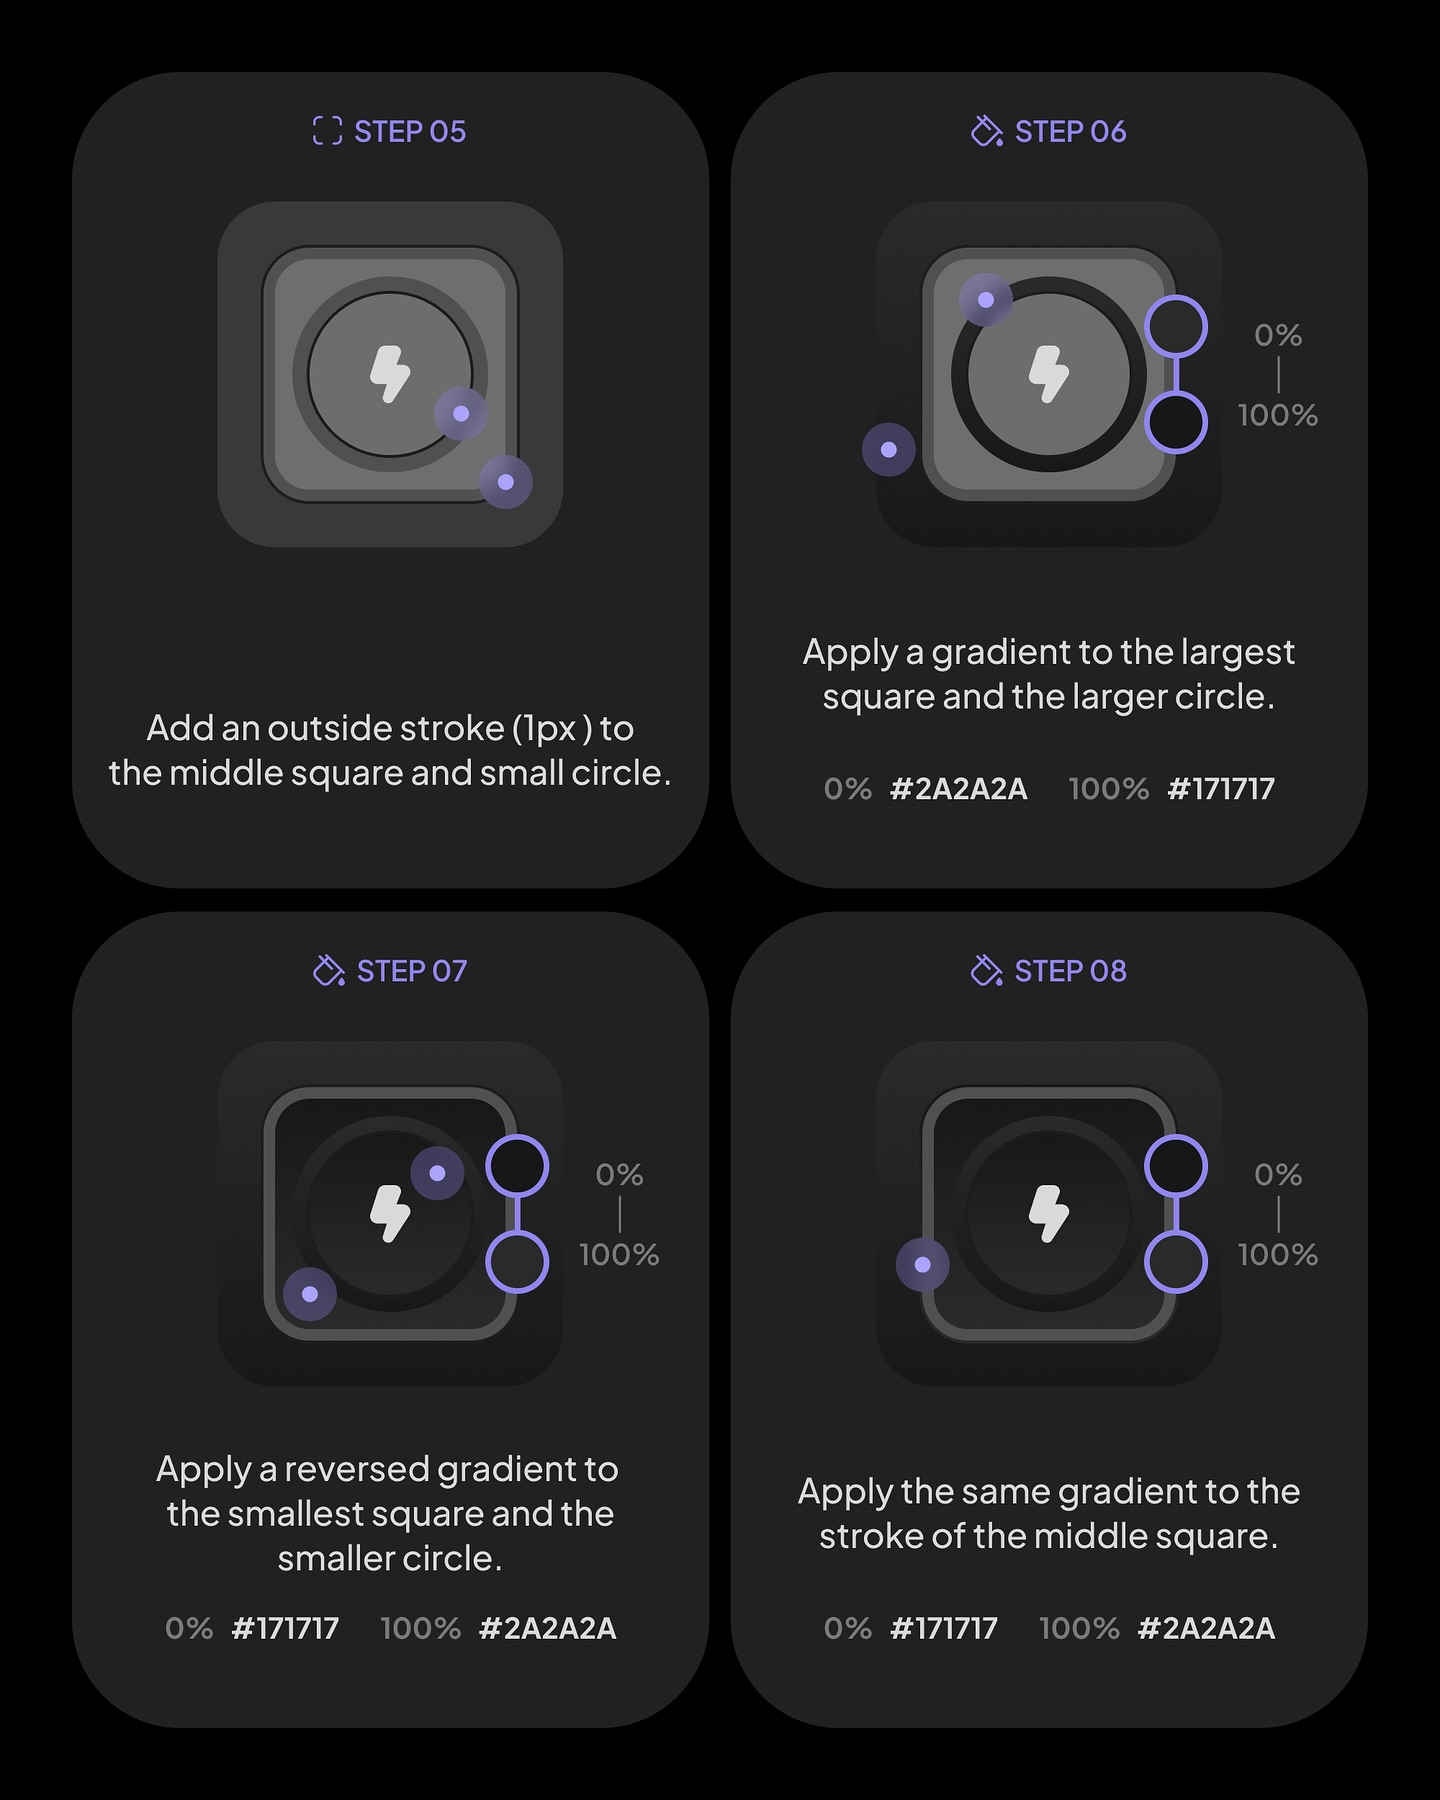 STEP 05
Add an outside stroke (1px ) to
the middle square and small circle.
STEP 06
0%
100%
Apply a gradient to the largest
square and the larger circle.
0% #2A2A2A 100% #171717
STEP 07
0%
100%
Apply a reversed gradient to
the smallest square and the
smaller circle.
0% #171717 100% #2A2A2A
STEP 08
0%
100%
Apply the same gradient to the
stroke of the middle square.
0% #171717 100% #2A2A2A